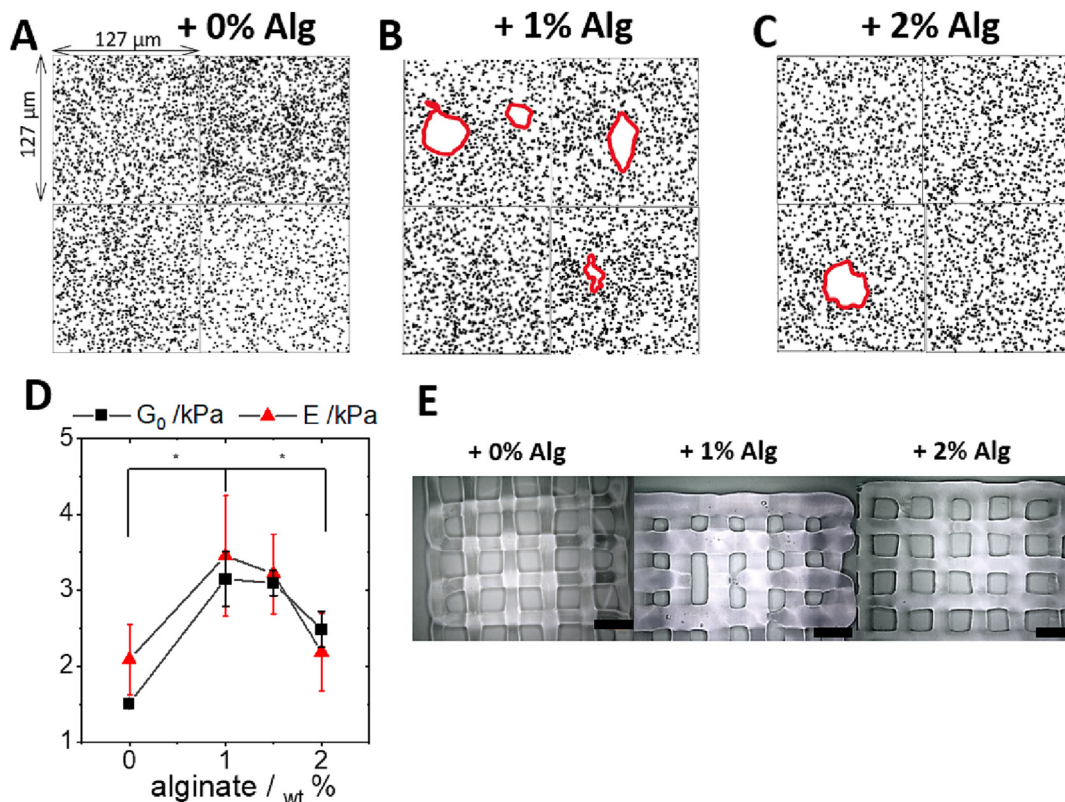 A
+ 0% Alg
127 µm
127 µm
B
+ 1% Alg
C
+ 2% Alg
D
G0 /kPa
E /kPa
5
4
3
2
1
*
*
0
1
2
alginate / wt %
E
+ 0% Alg
+ 1% Alg
+ 2% Alg